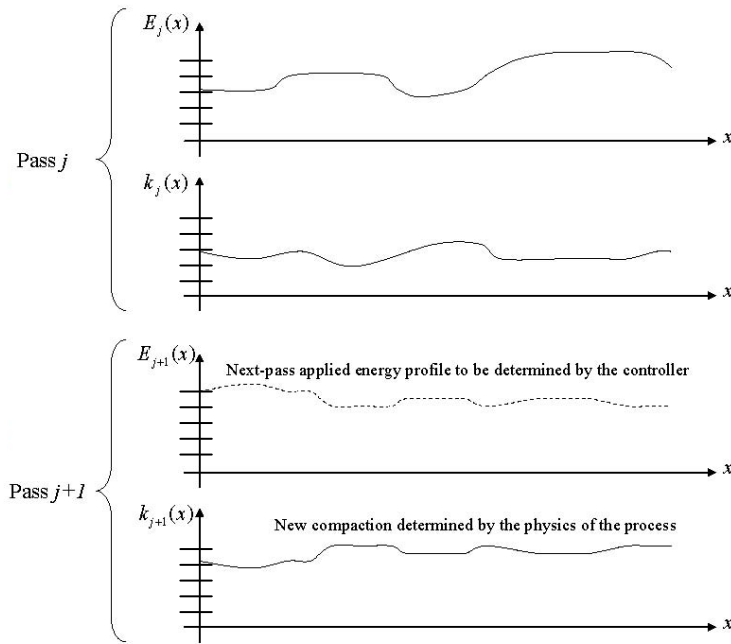 E_j(x)
x
Pass j
k_j(x)
x
E_{j+1}(x)
Next-pass applied energy profile to be determined by the controller
x
Pass j+1
k_{j+1}(x)
New compaction determined by the physics of the process
x